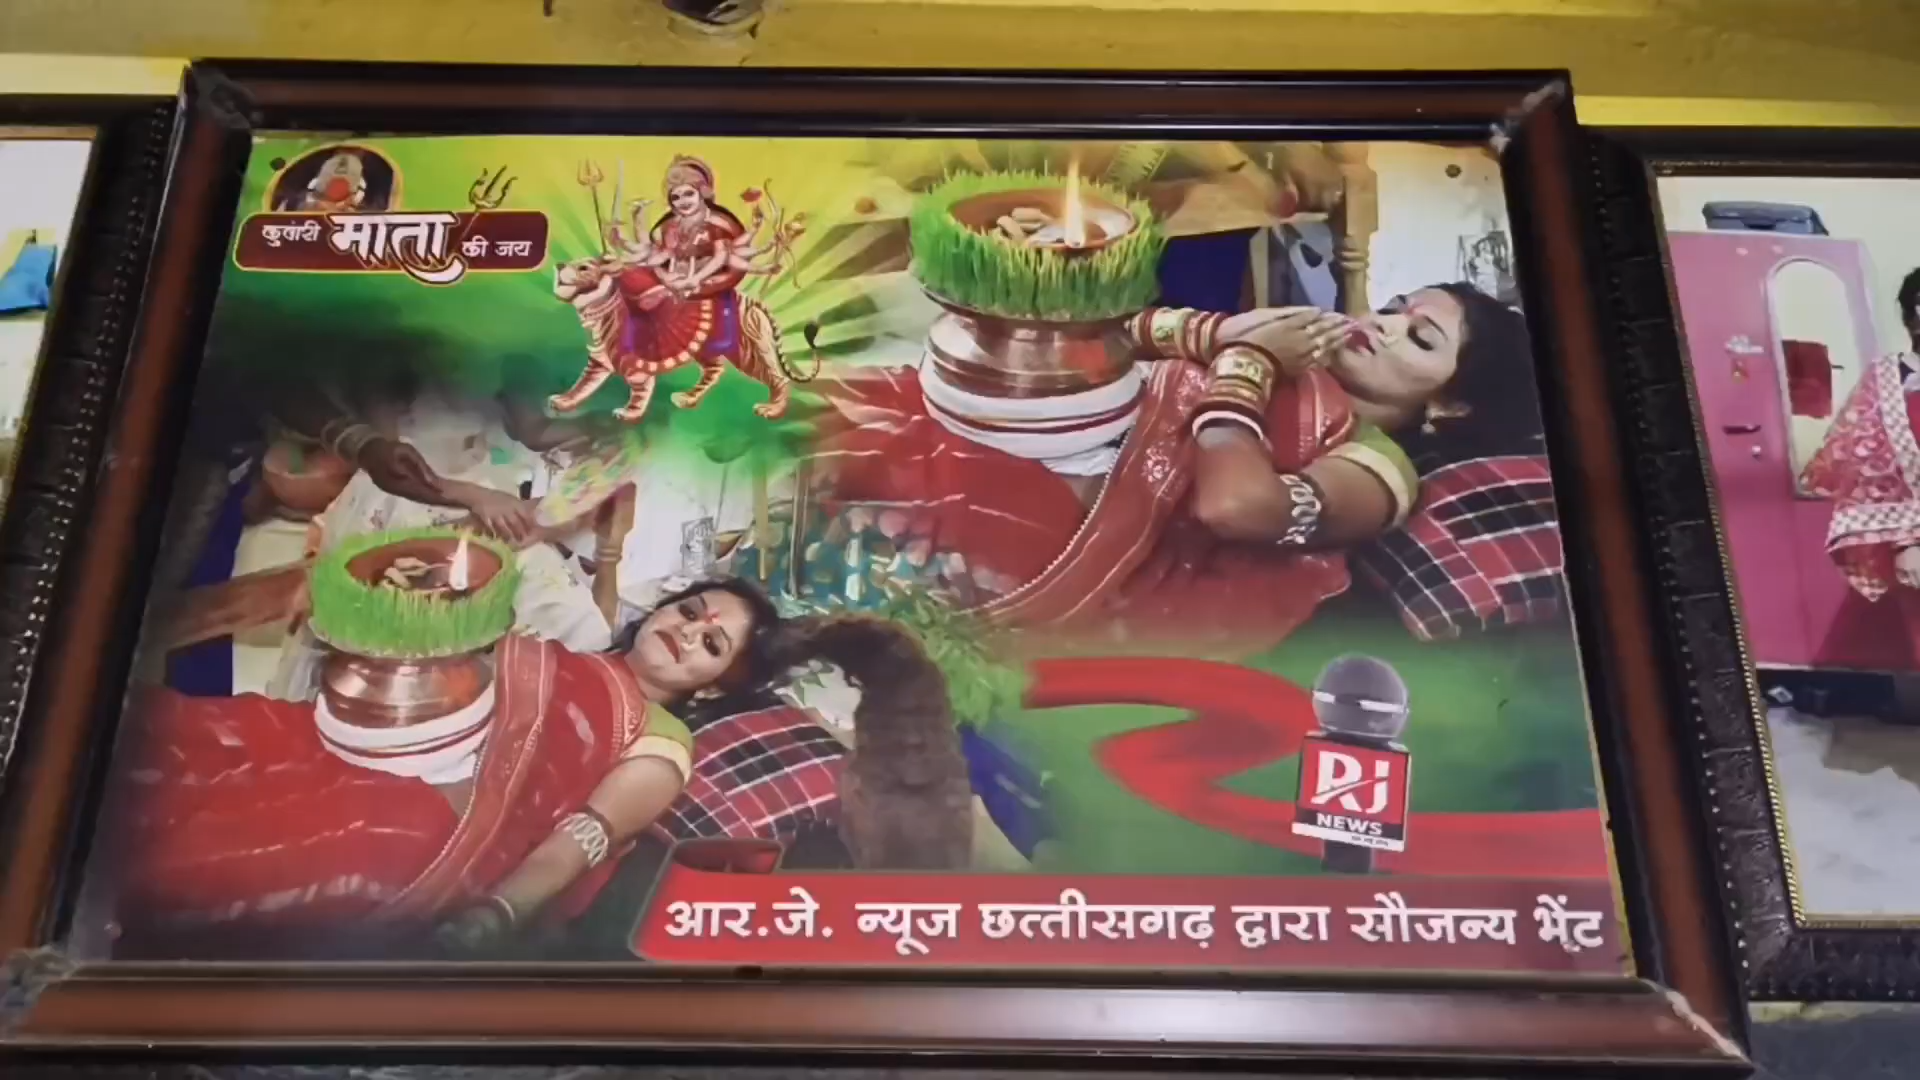 कुवांरी माता की जय
RJ
NEWS
आर.जे. न्यूज छत्तीसगढ़ द्वारा सौजन्य भेंट